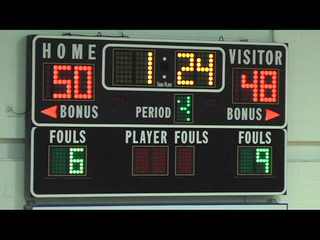 HOME 1:24 VISITOR
50 48
BONUS PERIOD 4 BONUS
FOULS PLAYER FOULS FOULS
6 9